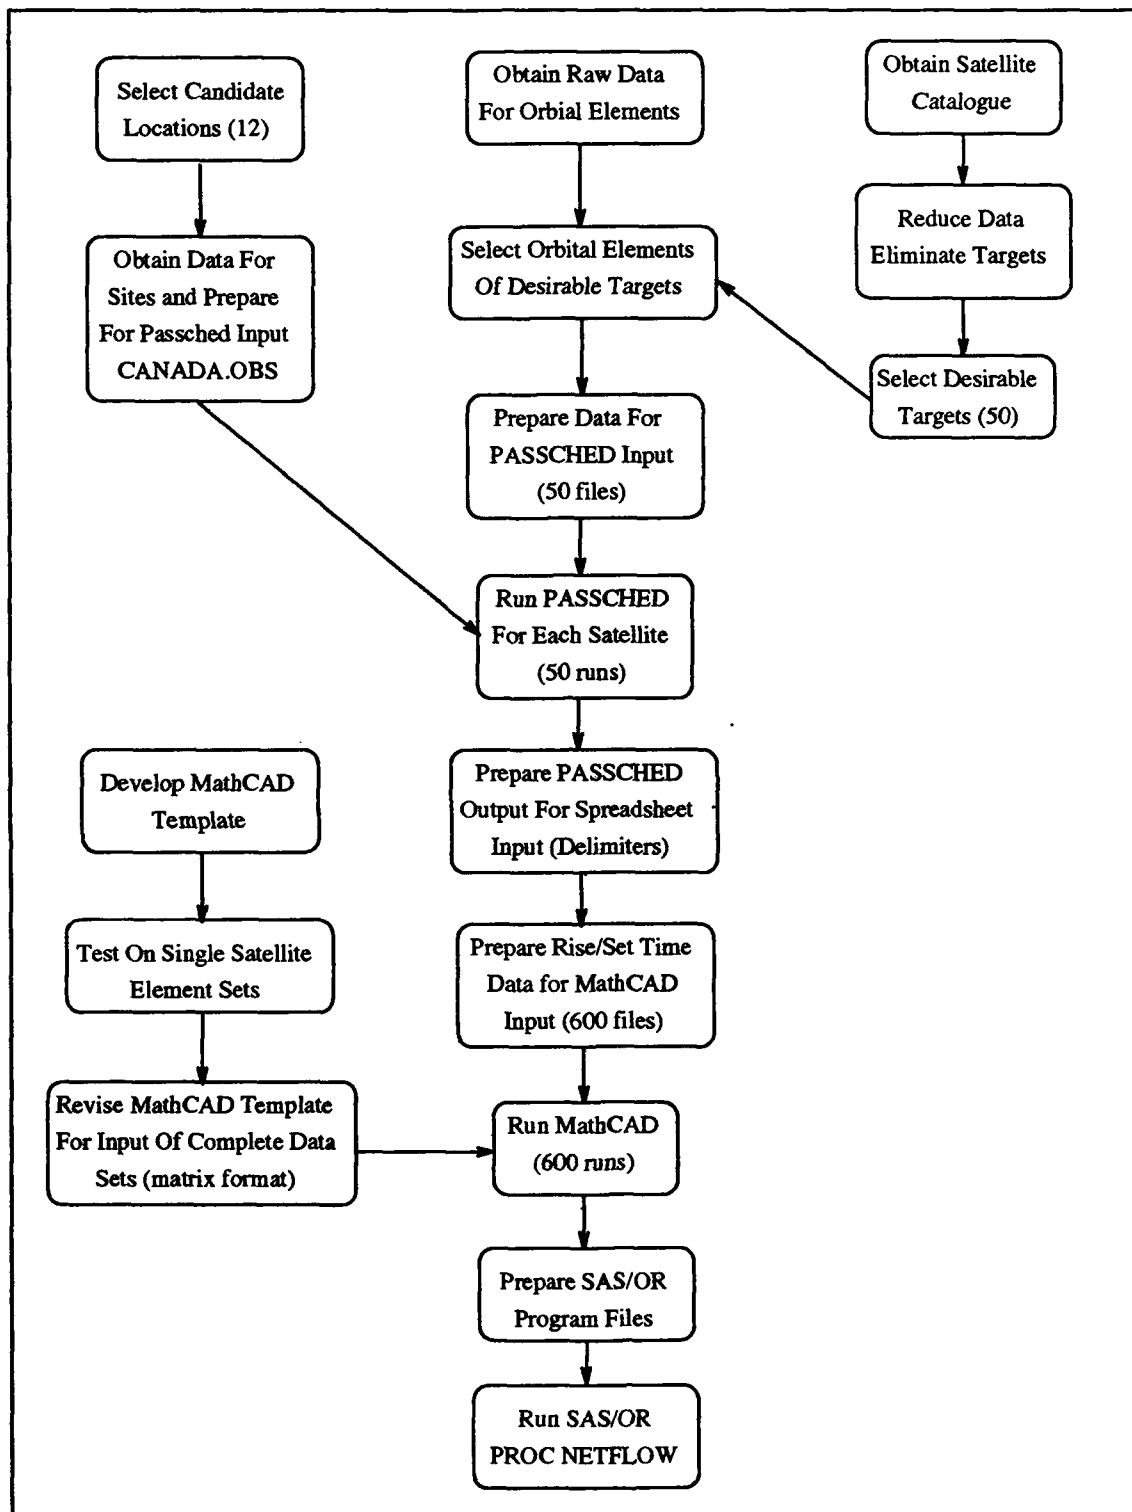 Select Candidate
Locations (12)
Obtain Data For
Sites and Prepare
For Passched Input
CANADA.OBS
Obtain Raw Data
For Orbial Elements
Select Orbital Elements
Of Desirable Targets
Obtain Satellite
Catalogue
Reduce Data
Eliminate Targets
Select Desirable
Targets (50)
Prepare Data For
PASSCHED Input
(50 files)
Run PASSCHED
For Each Satellite
(50 runs)
Prepare PASSCHED
Output For Spreadsheet
Input (Delimiters)
Prepare Rise/Set Time
Data for MathCAD
Input (600 files)
Develop MathCAD
Template
Test On Single Satellite
Element Sets
Revise MathCAD Template
For Input Of Complete Data
Sets (matrix format)
Run MathCAD
(600 runs)
Prepare SAS/OR
Program Files
Run SAS/OR
PROC NETFLOW